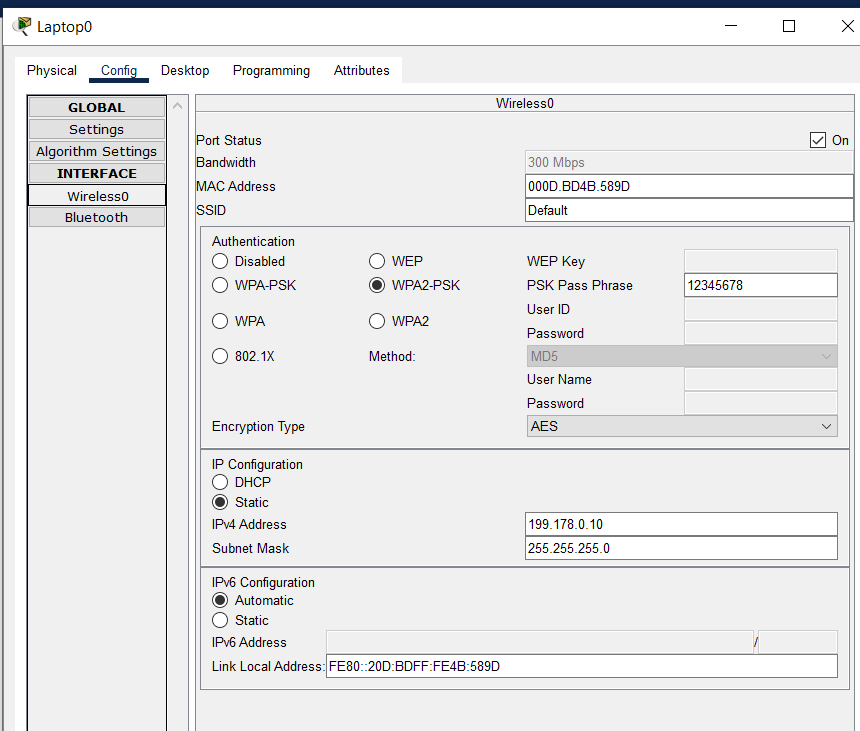 Laptop0
Physical Config Desktop Programming Attributes
GLOBAL
Settings
Algorithm Settings
INTERFACE
Wireless0
Bluetooth
Wireless0
Port Status On
Bandwidth 300 Mbps
MAC Address 000D.BD4B.589D
SSID Default
Authentication
Disabled WEP WEP Key
WPA-PSK WPA2-PSK PSK Pass Phrase 12345678
User ID
WPA WPA2
Password
802.1X Method: MD5
User Name
Password
Encryption Type AES
IP Configuration
DHCP
Static
IPv4 Address 199.178.0.10
Subnet Mask 255.255.255.0
IPv6 Configuration
Automatic
Static
IPv6 Address /
Link Local Address: FE80::20D:BDFF:FE4B:589D